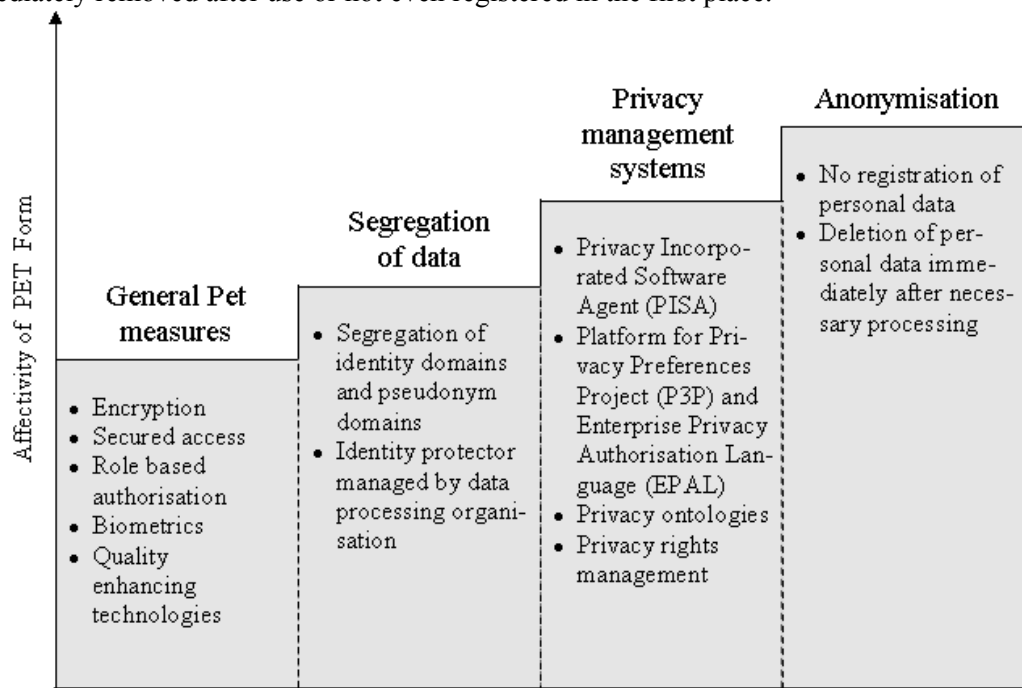 mediately removed after use or not even registered in the first place.
Affectivity of PET Form
General Pet
measures
• Encryption
• Secured access
• Role based
authorisation
• Biometrics
• Quality
enhancing
technologies
Segregation
of data
• Segregation of
identity domains
and pseudonym
domains
• Identity protector
managed by data
processing organi-
sation
Privacy
management
systems
• Privacy Incorpo-
rated Software
Agent (PISA)
• Platform for Pri-
vacy Preferences
Project (P3P) and
Enterprise Privacy
Authorisation Lan-
guage (EPAL)
• Privacy ontologies
• Privacy rights
management
Anonymisation
• No registration of
personal data
• Deletion of per-
sonal data imme-
diately after neces-
sary processing